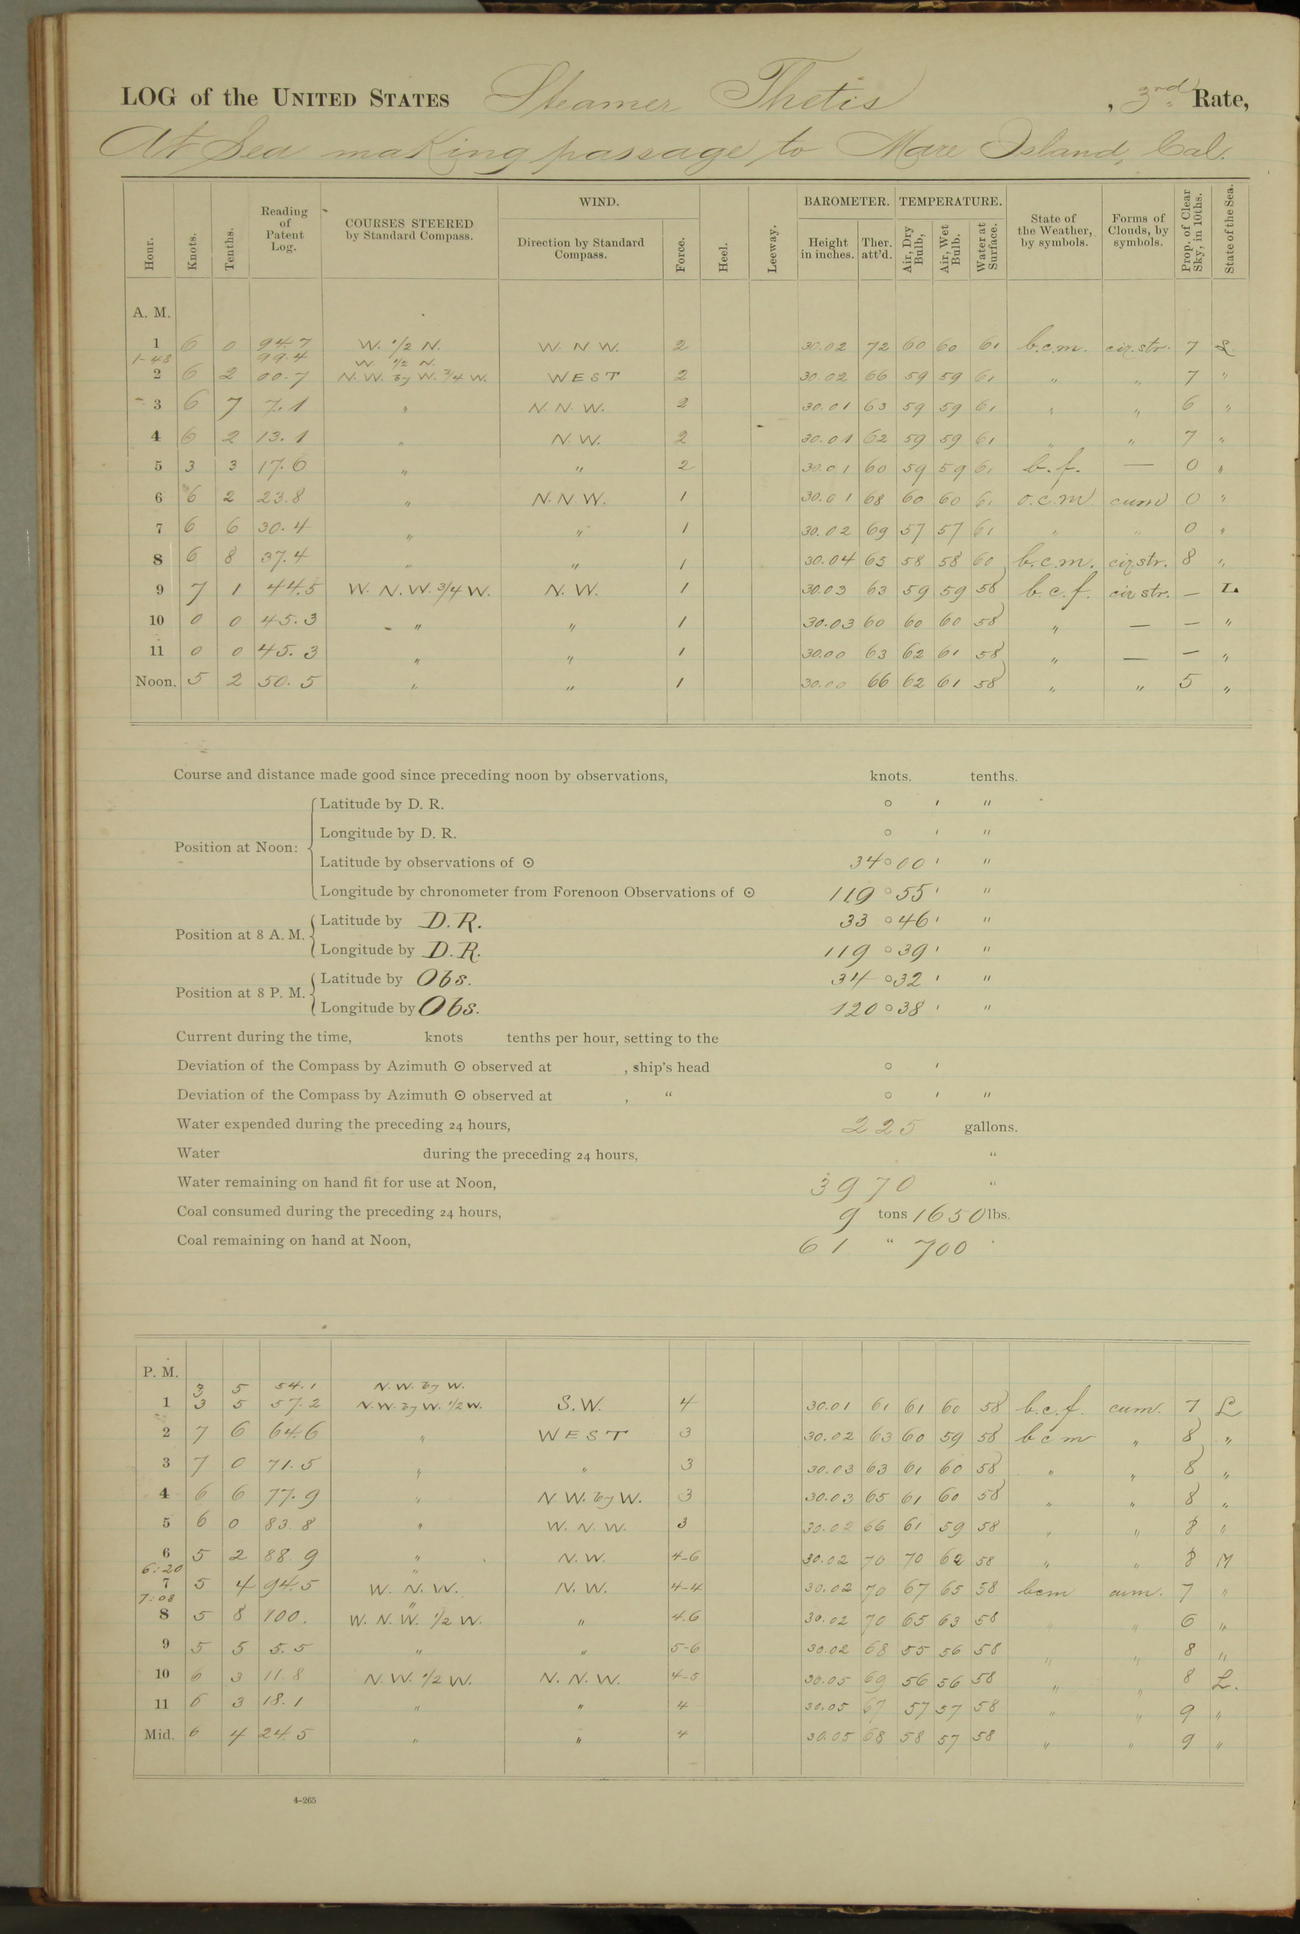 LOG of the UNITED STATES Steamer Thetis, 3rd Rate,
At Sea making passage to Mare Island, Cal.
WIND. BAROMETER. TEMPERATURE.
Hour. Knots. Tenths. Reading of Patent Log. COURSES STEERED by Standard Compass. Direction by Standard Compass. Force. Heel. Leeway. Height in inches. Ther. att'd. Air, Dry Bulb, Air, Wet Bulb. Water at Surface. State of the Weather, by symbols. Forms of Clouds, by symbols. Prop. of Clear Sky, in 10ths. State of the Sea.
A. M.
1 6 0 94.7 W. 1/2 N. W. N. W. 2 30.02 72 60 60 61 b.c.m. cir.str. 7 L
1-48 99.4 W 1/2 N.
2 6 2 00.7 N.W. by W. 3/4 W. WEST 2 30.02 66 59 59 61 " " 7 "
3 6 7 7.1 " N.N.W. 2 30.01 63 59 59 61 " " 6 "
4 6 2 13.1 " N.W. 2 30.01 62 59 59 61 " " 7 "
5 3 3 17.6 " " 2 30.01 60 59 59 61 b.f. — 0 "
6 6 2 23.8 " N.N.W. 1 30.01 68 60 60 61 o.c.m. cum 0 "
7 6 6 30.4 " " 1 30.02 69 57 57 61 " " 0 "
8 6 8 37.4 " " 1 30.04 65 58 58 60 b.c.m. cir.str. 8 "
9 7 1 44.5 W. N.W. 3/4 W. N.W. 1 30.03 63 59 59 58 b.c.f. cir str. — L.
10 0 0 45.3 " " 1 30.03 60 60 60 58 " — — "
11 0 0 45.3 " " 1 30.00 63 62 61 58 " — — "
Noon. 5 2 50.5 " " 1 30.00 66 62 61 58 " " 5 "
Course and distance made good since preceding noon by observations, knots. tenths.
Position at Noon: Latitude by D. R. ° ' "
Longitude by D. R. ° ' "
Latitude by observations of ☉ 34 ° 00 ' "
Longitude by chronometer from Forenoon Observations of ☉ 119 ° 55 ' "
Position at 8 A. M. Latitude by D.R. 33 ° 46 ' "
Longitude by D.R. 119 ° 39 ' "
Position at 8 P. M. Latitude by Obs. 34 ° 32 ' "
Longitude by Obs. 120 ° 38 ' "
Current during the time, knots tenths per hour, setting to the
Deviation of the Compass by Azimuth ☉ observed at , ship's head ° '
Deviation of the Compass by Azimuth ☉ observed at , " ° ' "
Water expended during the preceding 24 hours, 225 gallons.
Water during the preceding 24 hours, "
Water remaining on hand fit for use at Noon, 3970 "
Coal consumed during the preceding 24 hours, 9 tons 1650 lbs.
Coal remaining on hand at Noon, 61 " 700
P. M.
3 5 54.1 N.W. by W.
1 3 5 57.2 N.W. by W. 1/2 W. S.W. 4 30.01 61 61 60 58 b.c.f. cum. 7 L
2 7 6 64.6 " WEST 3 30.02 63 60 59 58 b c m " 8 "
3 7 0 71.5 " " 3 30.03 63 61 60 58 " " 8 "
4 6 6 77.9 " N.W. by W. 3 30.03 65 61 60 58 " " 8 "
5 6 0 83.8 " W. N.W. 3 30.02 66 61 59 58 " " 8 "
6 5 2 88.9 " N.W. 4-6 30.02 70 70 62 58 " " 8 M
6:20 "
7 5 4 94.5 W. N. W. N.W. 4-4 30.02 70 67 65 58 bcm cum. 7 "
7:08 "
8 5 8 100. W. N.W. 1/2 W. " 4.6 30.02 70 65 63 58 " " 6 "
9 5 5 5.5 " " 5-6 30.02 68 55 56 58 " " 8 "
10 6 3 11.8 N.W. 1/2 W. N. N.W. 4-5 30.05 69 56 56 58 " " 8 L.
11 6 3 18.1 " " 4 30.05 67 57 57 58 " " 9 "
Mid. 6 4 24.5 " " 4 30.05 68 58 57 58 " " 9 "
4-265